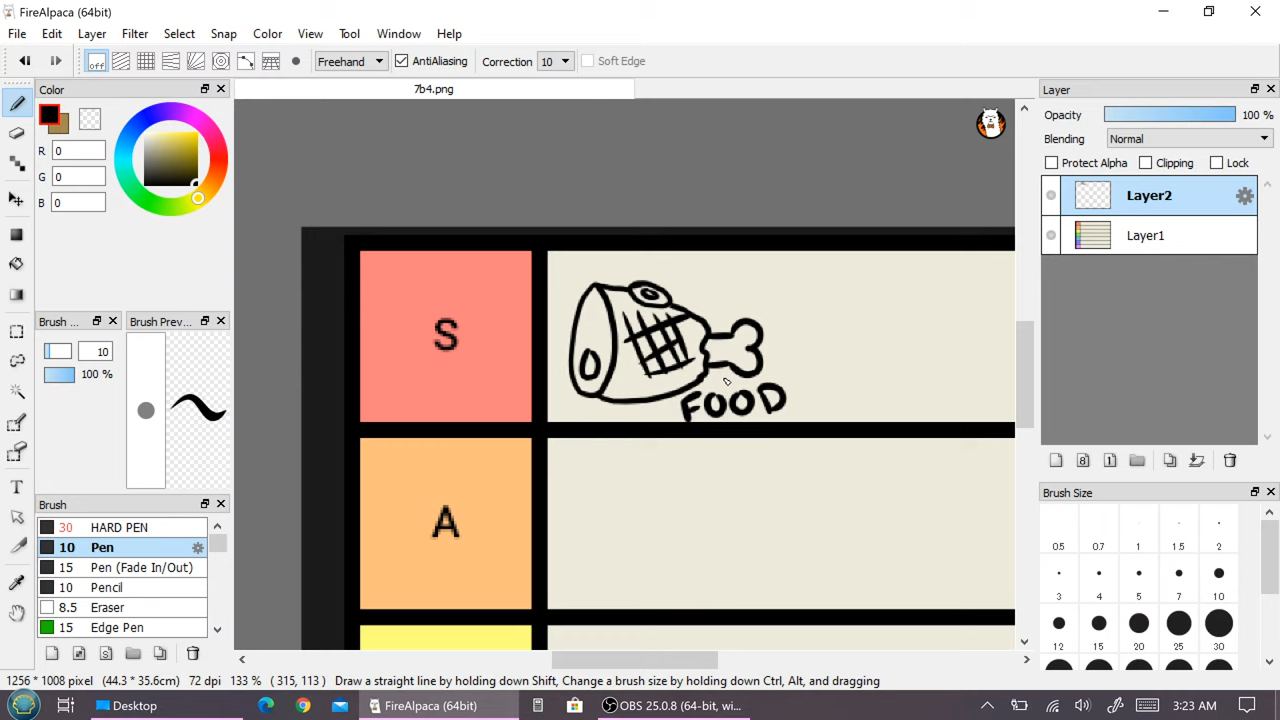 FireAlpaca (64bit)
File Edit Layer Filter Select Snap Color View Tool Window Help
off Freehand AntiAliasing Correction 10 Soft Edge
Color
7b4.png
Layer
R 0
G 0
B 0
Opacity 100 %
Blending Normal
Protect Alpha Clipping Lock
Layer2
Layer1
S
FOOD
A
Brush ... Brush Prev...
10
100 %
Brush
30 HARD PEN
10 Pen
15 Pen (Fade In/Out)
10 Pencil
8.5 Eraser
15 Edge Pen
8 1
Brush Size
0.5 0.7 1 1.5 2
3 4 5 7 10
12 15 20 25 30
1256 * 1008 pixel (44.3 * 35.6cm) 72 dpi 133 % ( 315, 113 ) Draw a straight line by holding down Shift, Change a brush size by holding down Ctrl, Alt, and dragging
Desktop FireAlpaca (64bit) OBS 25.0.8 (64-bit, wi... 3:23 AM